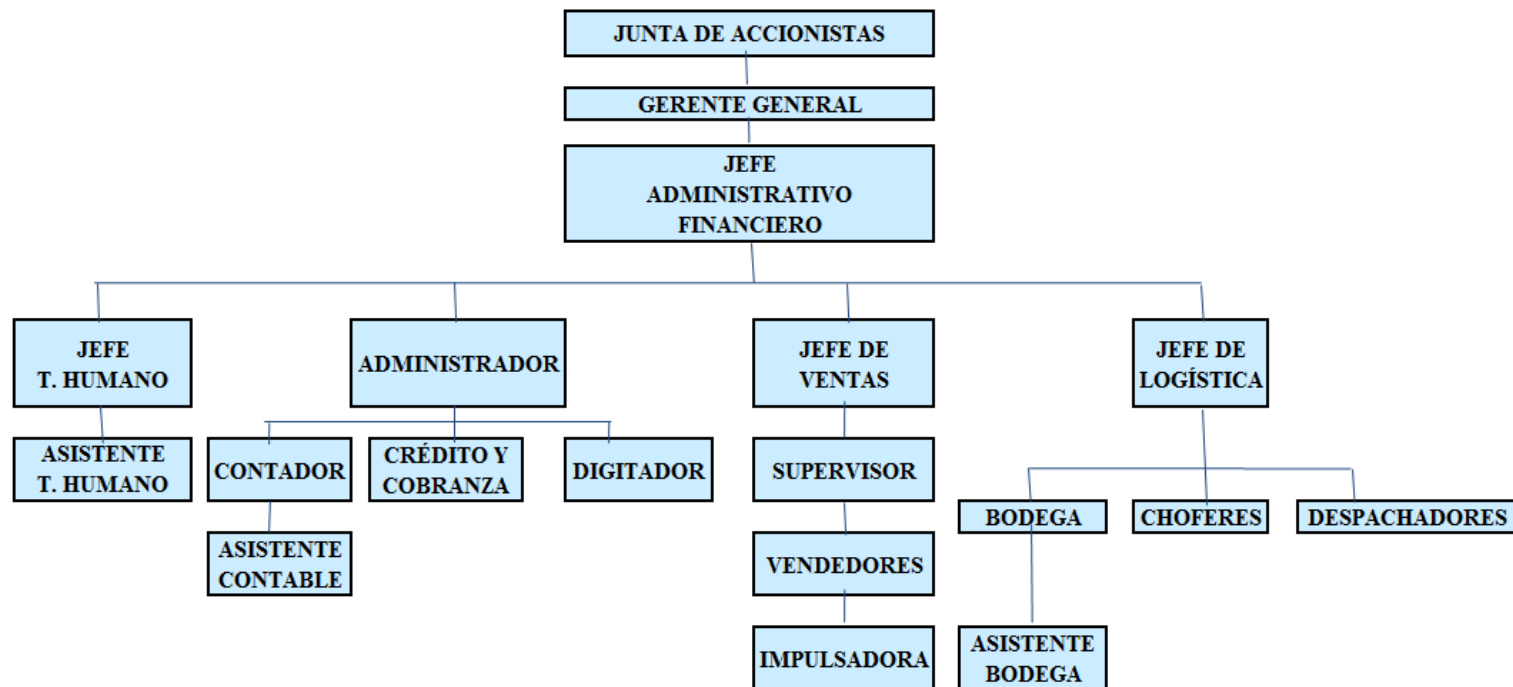 JUNTA DE ACCIONISTAS
GERENTE GENERAL
JEFE
ADMINISTRATIVO
FINANCIERO
JEFE
T. HUMANO
ADMINISTRADOR
JEFE DE
VENTAS
JEFE DE
LOGÍSTICA
ASISTENTE
T. HUMANO
CONTADOR
CRÉDITO Y
COBRANZA
DIGITADOR
SUPERVISOR
BODEGA
CHOFERES
DESPACHADORES
ASISTENTE
CONTABLE
VENDEDORES
IMPULSADORA
ASISTENTE
BODEGA